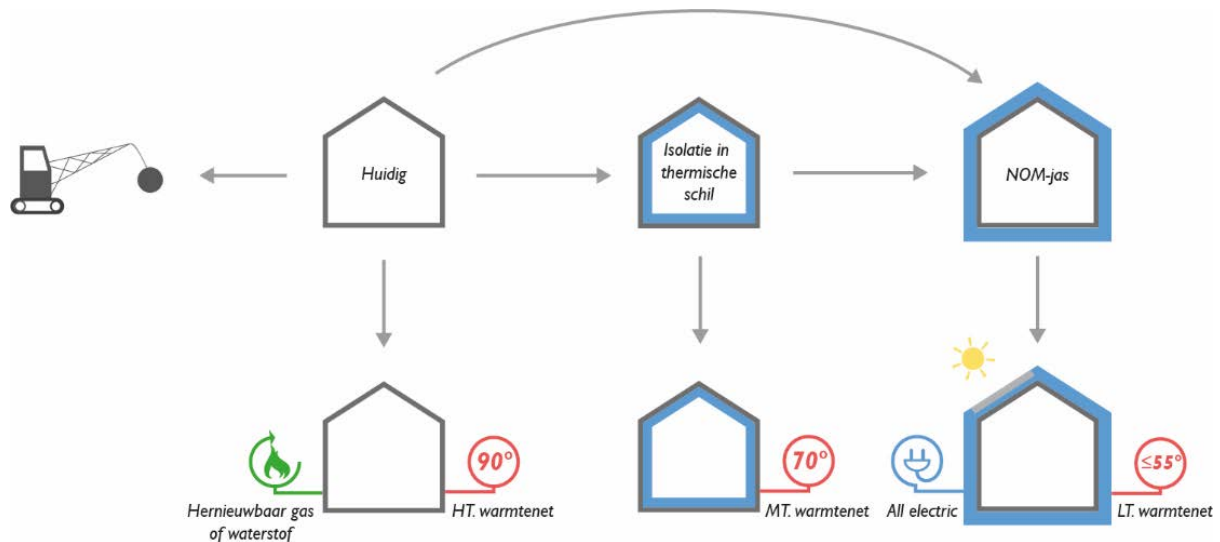 Huidig
Isolatie in
thermische
schil
NOM-jas
90°
70°
≤55°
Hernieuwbaar gas
of waterstof
HT. warmtenet
MT. warmtenet
All electric
LT. warmtenet